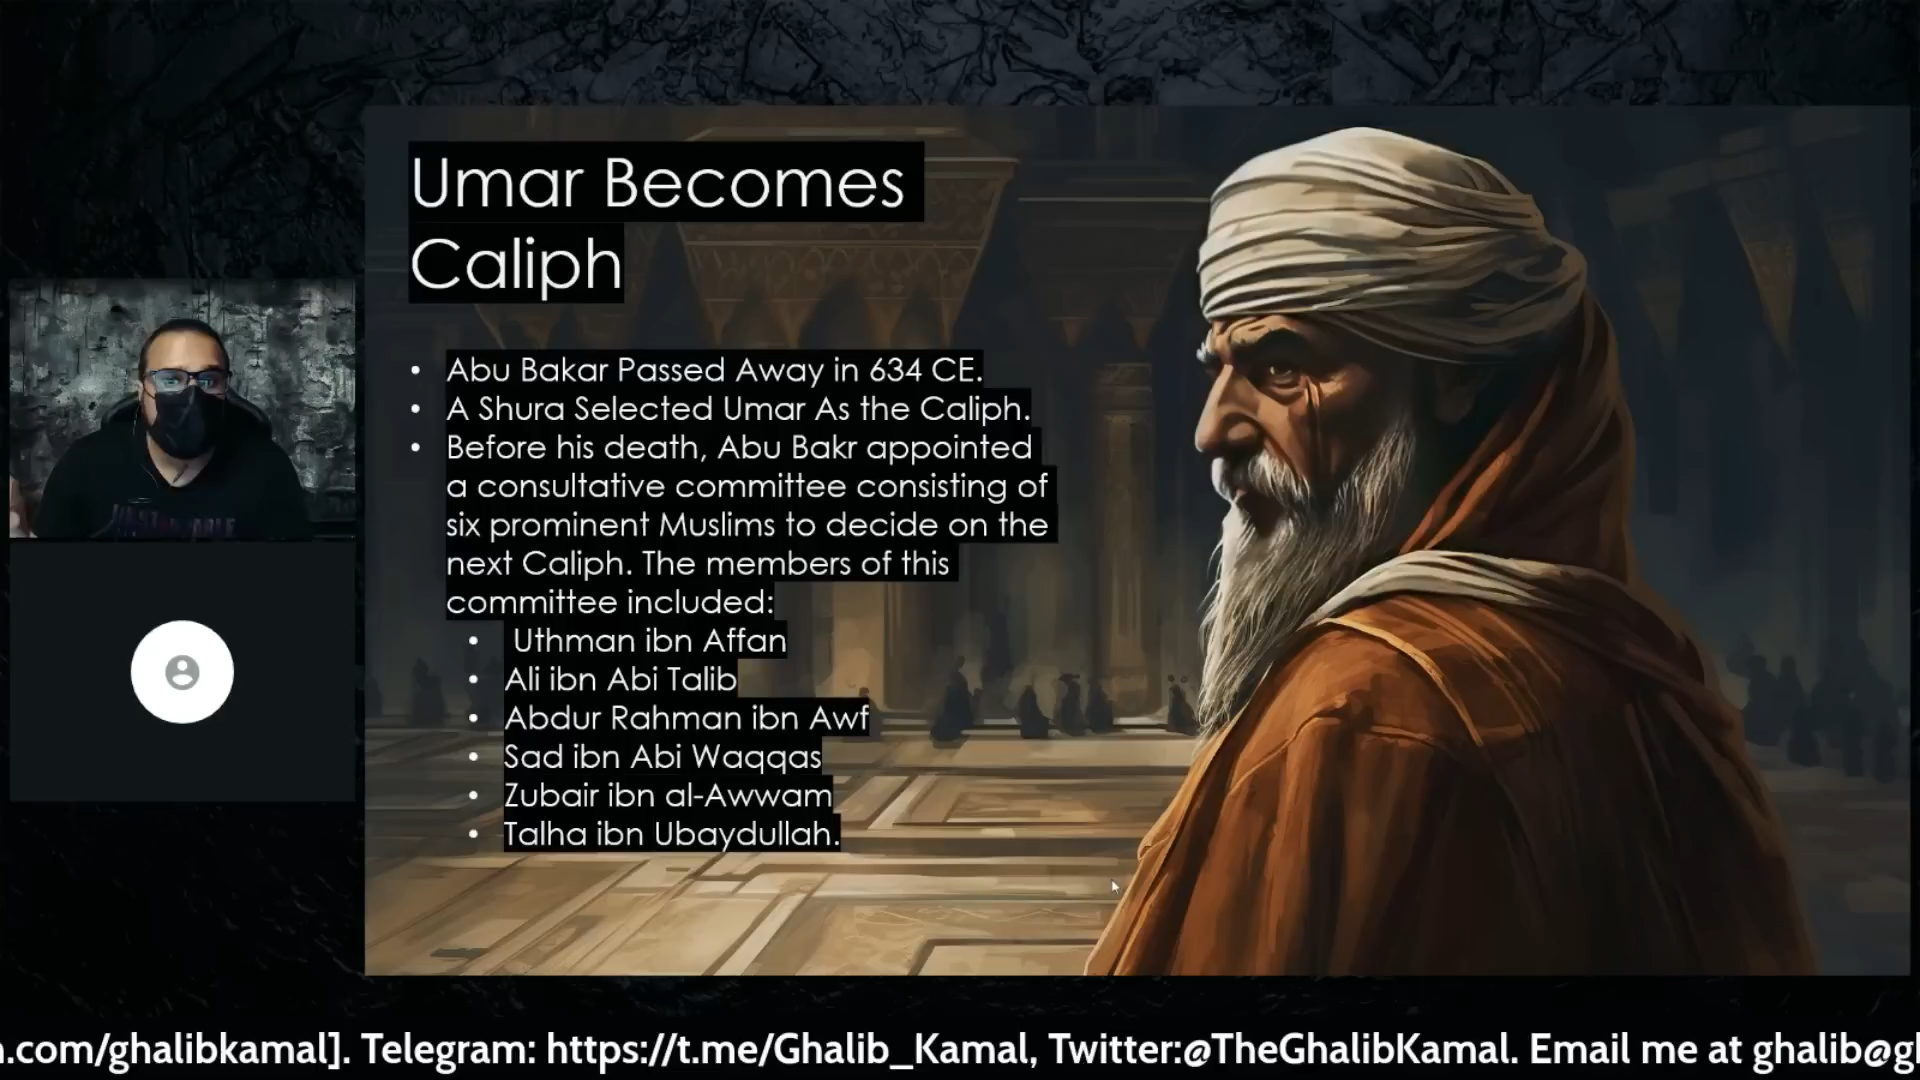 Umar Becomes
Caliph
• Abu Bakar Passed Away in 634 CE.
• A Shura Selected Umar As the Caliph.
• Before his death, Abu Bakr appointed
a consultative committee consisting of
six prominent Muslims to decide on the
next Caliph. The members of this
committee included:
• Uthman ibn Affan
• Ali ibn Abi Talib
• Abdur Rahman ibn Awf
• Sad ibn Abi Waqqas
• Zubair ibn al-Awwam
• Talha ibn Ubaydullah.
.com/ghalibkamal]. Telegram: https://t.me/Ghalib_Kamal, Twitter:@TheGhalibKamal. Email me at ghalib@g